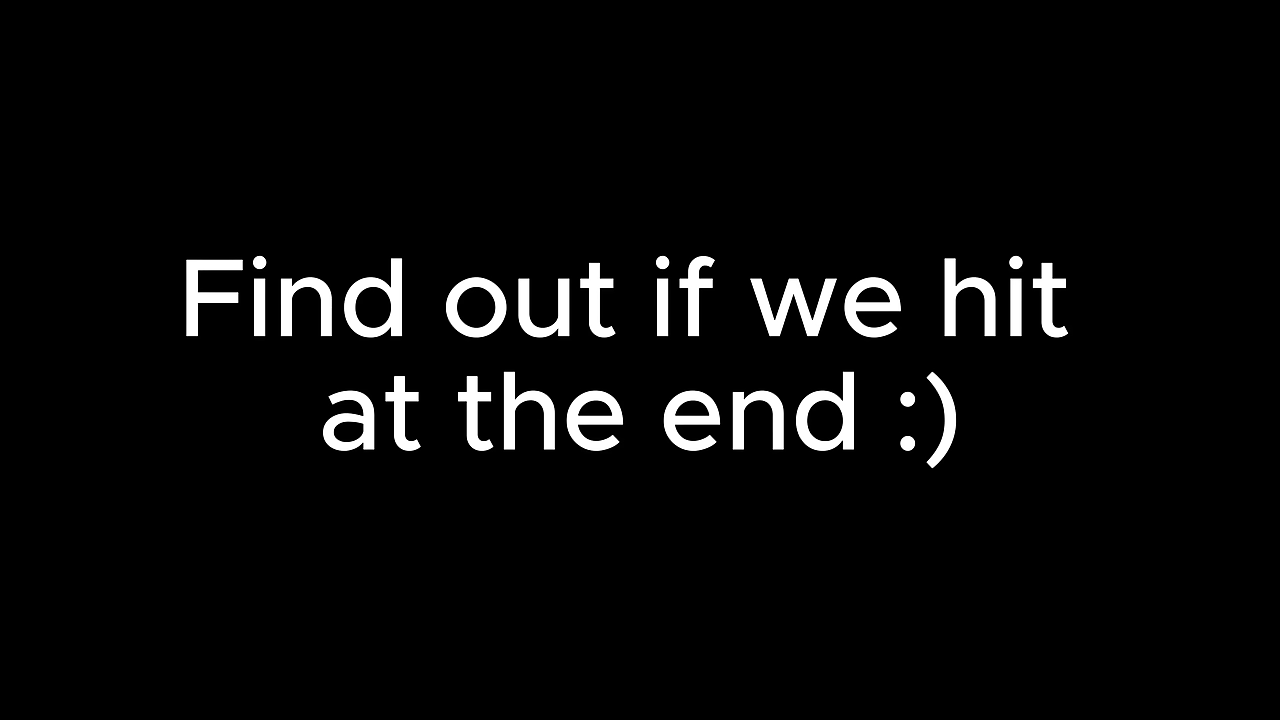 Find out if we hit
at the end :)